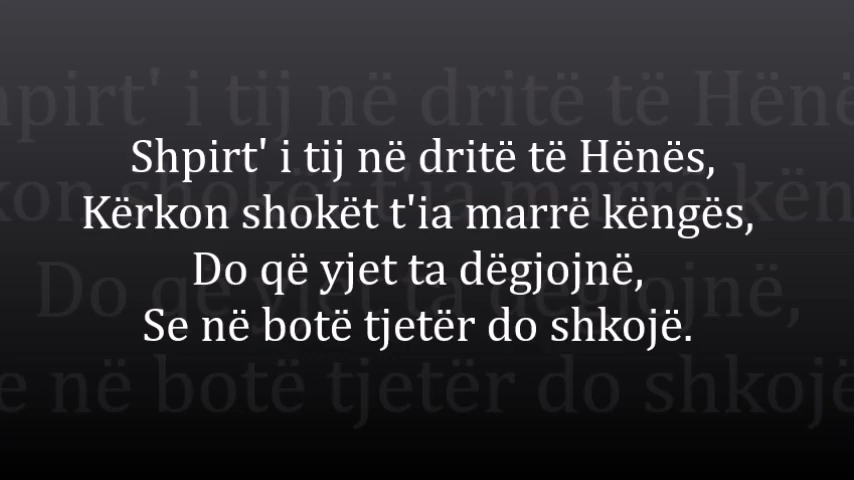 Shpirt' i tij në dritë të Hënës,
Kërkon shokët t'ia marrë këngës,
Do që yjet ta dëgjojnë,
Se në botë tjetër do shkojë.